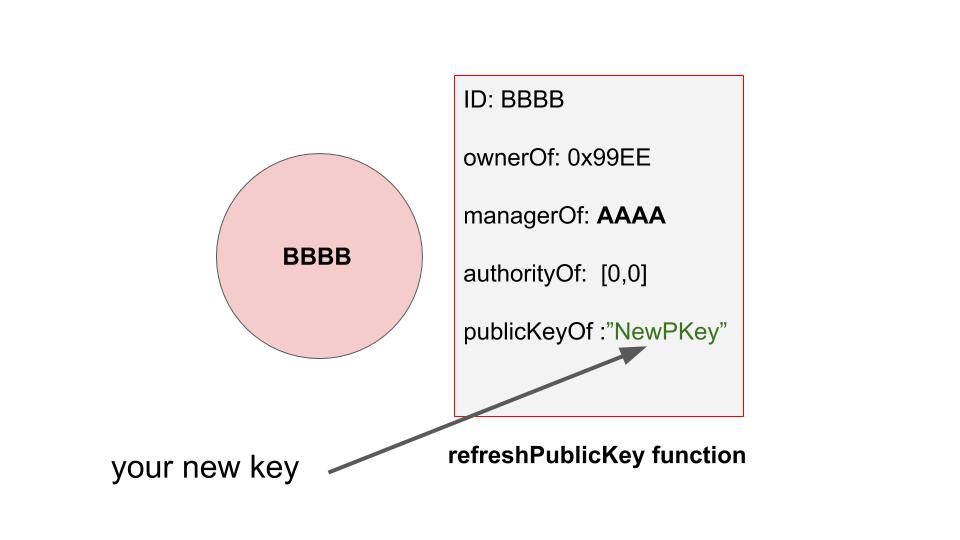 BBBB
ID: BBBB
ownerOf: 0x99EE
managerOf: AAAA
authorityOf:  [0,0]
publicKeyOf :”NewPKey”
your new key
refreshPublicKey function